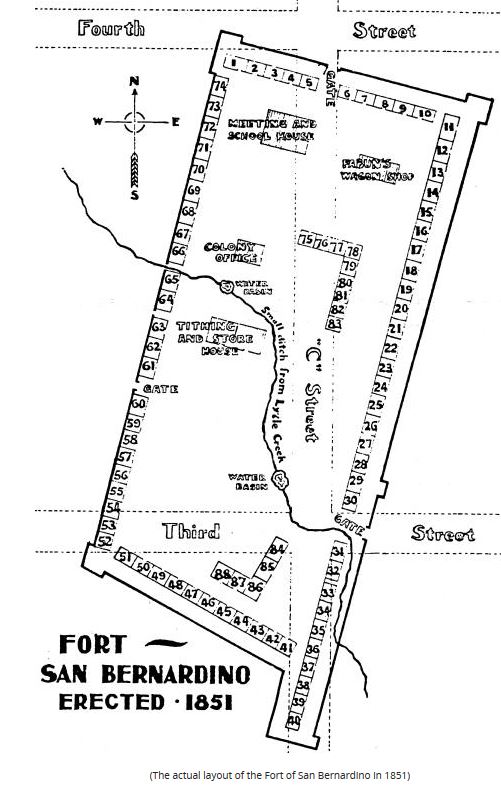 Fourth Street
GATE
1 2 3 4 5
6 7 8 9 10
N
W E
S
MEETING AND
SCHOOL HOUSE
FABUN'S
WAGON SHOP
74
73
72
71
70
69
68
67
66
65
64
63
62
61
GATE
60
59
58
57
56
55
54
53
52
11
12
13
14
15
16
17
18
19
20
21
22
23
24
25
26
27
28
29
30
GATE
75 76 77 78
79
80
81
82
83
COLONY
OFFICE
WATER
BASIN
TITHING
AND STORE
HOUSE
Small ditch from Lytle Creek
"C" Street
WATER
BASIN
Third Street
84
85
88 87 86
51 50 49 48 47 46 45 44 43 42 41
31
32
33
34
35
36
37
38
39
40
FORT
SAN BERNARDINO
ERECTED · 1851
(The actual layout of the Fort of San Bernardino in 1851)